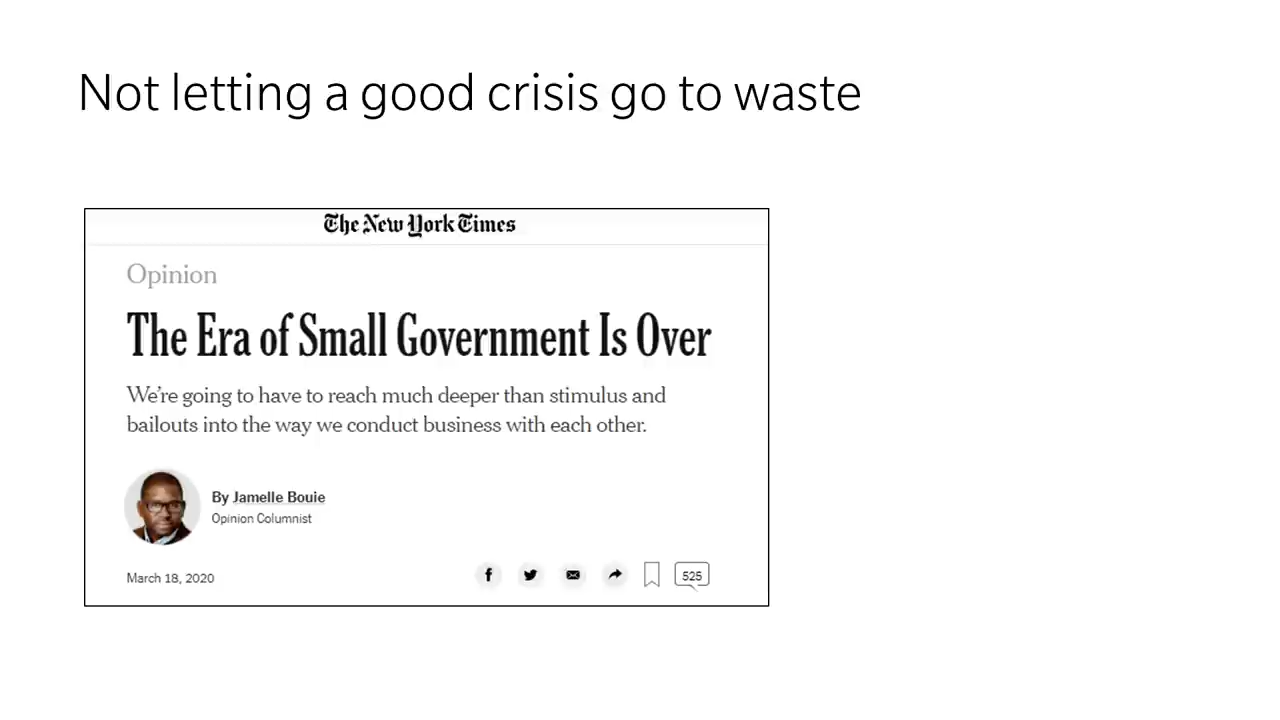 Not letting a good crisis go to waste
The New York Times
Opinion
The Era of Small Government Is Over
We're going to have to reach much deeper than stimulus and
bailouts into the way we conduct business with each other.
By Jamelle Bouie
Opinion Columnist
March 18, 2020
525